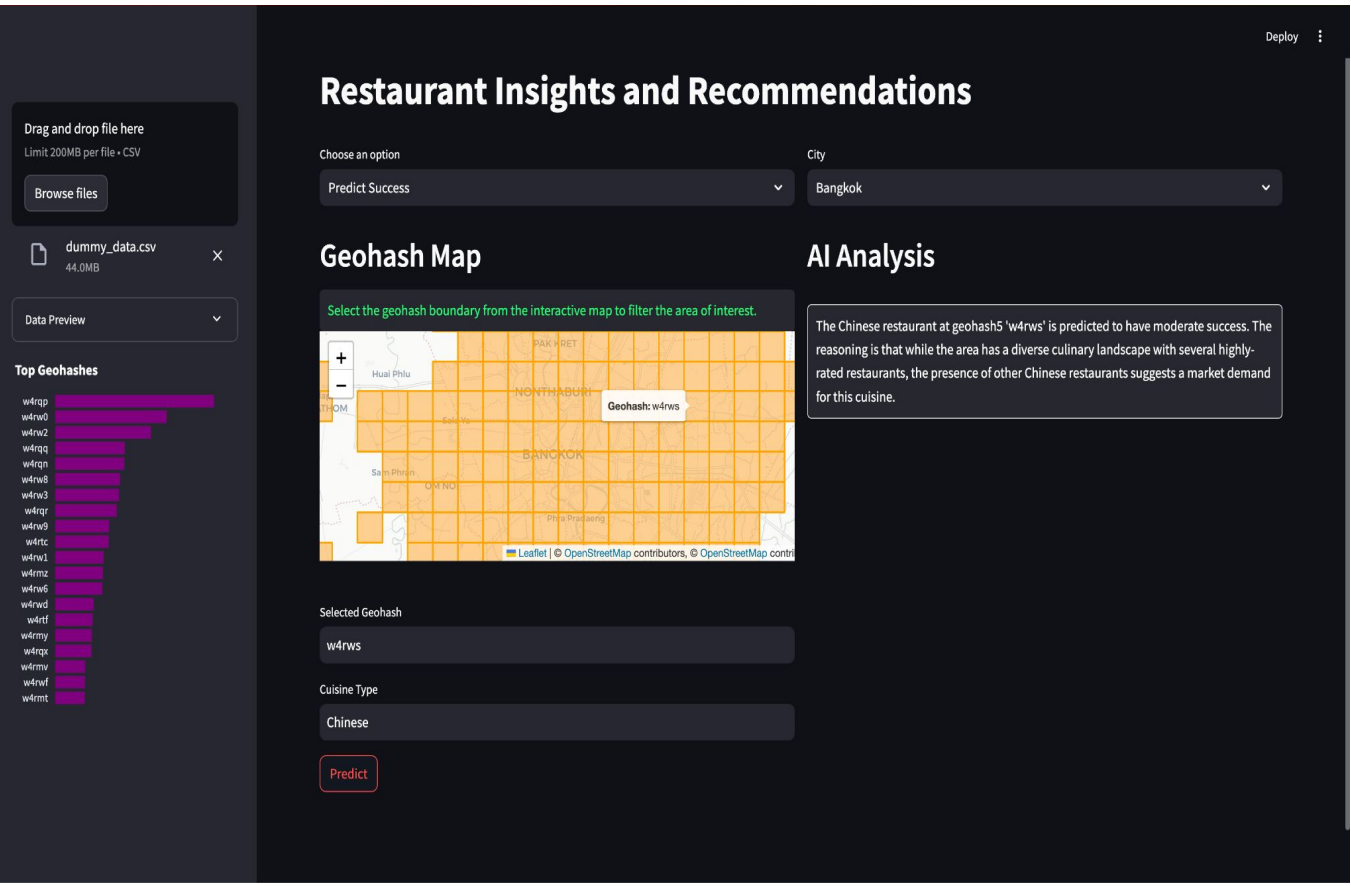 Deploy
Drag and drop file here
Limit 200MB per file • CSV
Browse files
dummy_data.csv
44.0MB
Data Preview
Top Geohashes
w4rqp
w4rw0
w4rw2
w4rqq
w4rqn
w4rw8
w4rw3
w4rqr
w4rw9
w4rtc
w4rw1
w4rmz
w4rw6
w4rwd
w4rtf
w4rmy
w4rqx
w4rmv
w4rwf
w4rmt
Restaurant Insights and Recommendations
Choose an option
Predict Success
City
Bangkok
Geohash Map
Select the geohash boundary from the interactive map to filter the area of interest.
+
−
PAK KRET
Huai Phlu
NONTHABURI
THOM
Geohash: w4rws
Sala Ya
BANGKOK
Sam Phran
OM NO
Phra Pradaeng
Leaflet | © OpenStreetMap contributors, © OpenStreetMap contri
Selected Geohash
w4rws
Cuisine Type
Chinese
Predict
AI Analysis
The Chinese restaurant at geohash5 'w4rws' is predicted to have moderate success. The
reasoning is that while the area has a diverse culinary landscape with several highly-
rated restaurants, the presence of other Chinese restaurants suggests a market demand
for this cuisine.